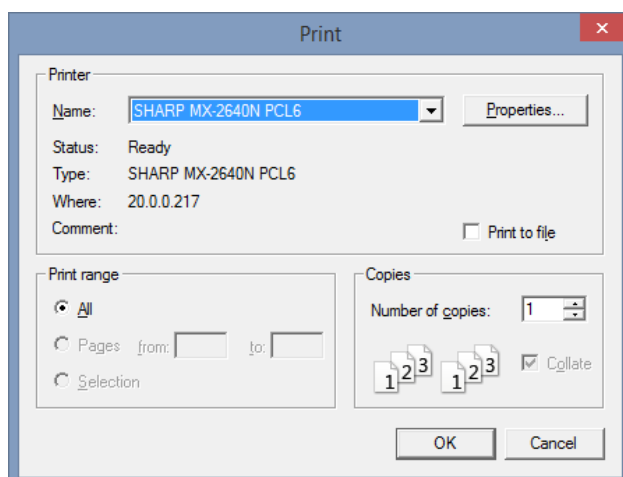 Print
Printer
Name: SHARP MX-2640N PCL6 Properties...
Status: Ready
Type: SHARP MX-2640N PCL6
Where: 20.0.0.217
Comment: Print to file
Print range
All
Pages from: to:
Selection
Copies
Number of copies: 1
1 2 3 1 2 3 Collate
OK Cancel